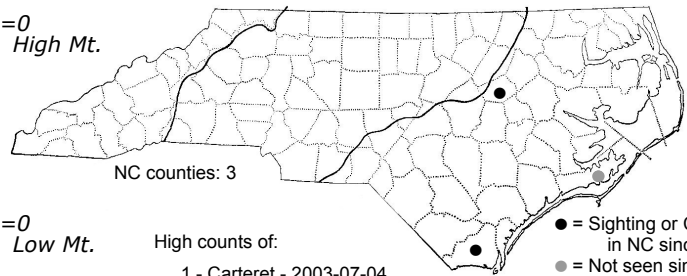 =0
High Mt.
NC counties: 3
=0
Low Mt.
High counts of:
1 - Carteret - 2003-07-04
● = Sighting or
in NC sinc
● = Not seen sin